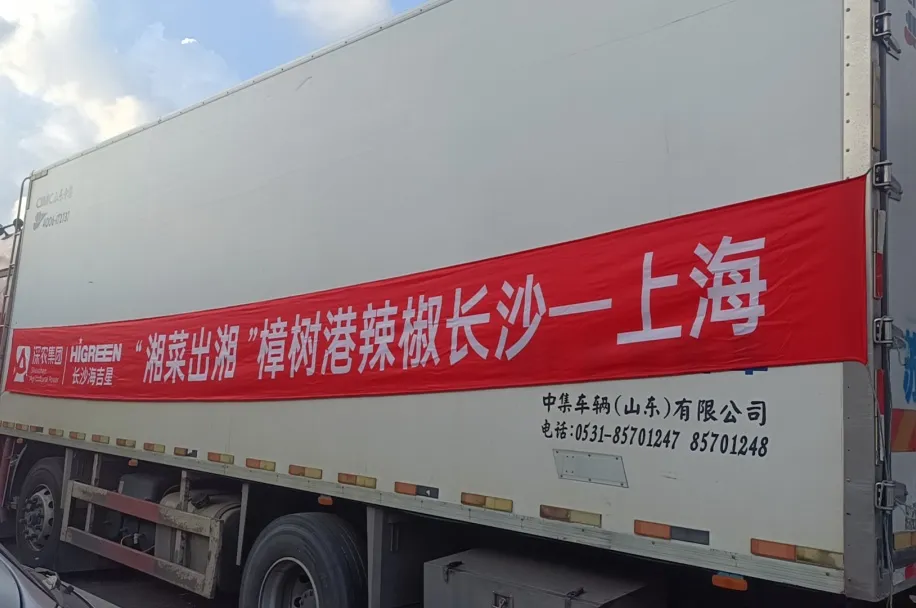 深农集团
HIGREEN
长沙海吉星
“湘菜出湘”樟树港辣椒长沙一上海
中集车辆(山东)有限公司
电话:0531-85701247 85701248